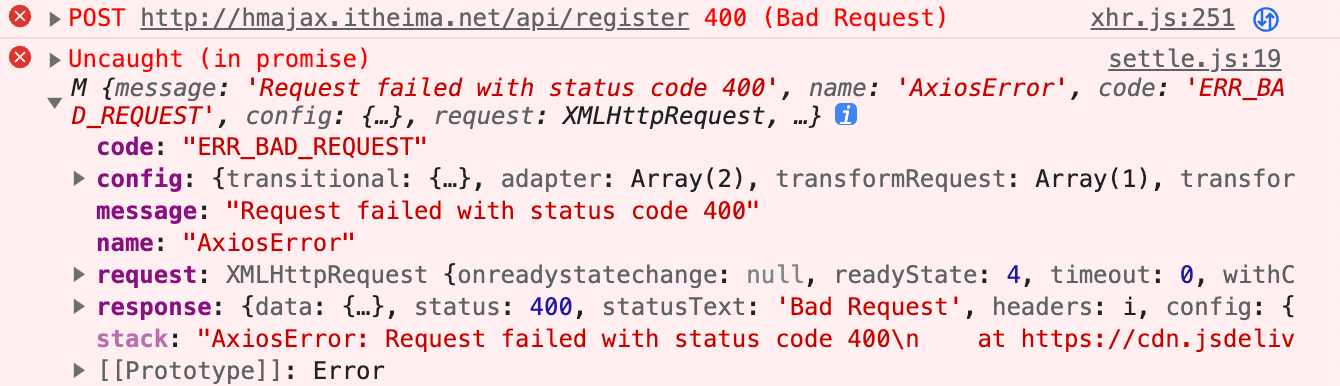 POST http://hmajax.itheima.net/api/register 400 (Bad Request) xhr.js:251
Uncaught (in promise) settle.js:19
M {message: 'Request failed with status code 400', name: 'AxiosError', code: 'ERR_BA
D_REQUEST', config: {…}, request: XMLHttpRequest, …} i
code: "ERR_BAD_REQUEST"
config: {transitional: {…}, adapter: Array(2), transformRequest: Array(1), transfor
message: "Request failed with status code 400"
name: "AxiosError"
request: XMLHttpRequest {onreadystatechange: null, readyState: 4, timeout: 0, withC
response: {data: {…}, status: 400, statusText: 'Bad Request', headers: i, config: {
stack: "AxiosError: Request failed with status code 400\n    at https://cdn.jsdeliv
[[Prototype]]: Error